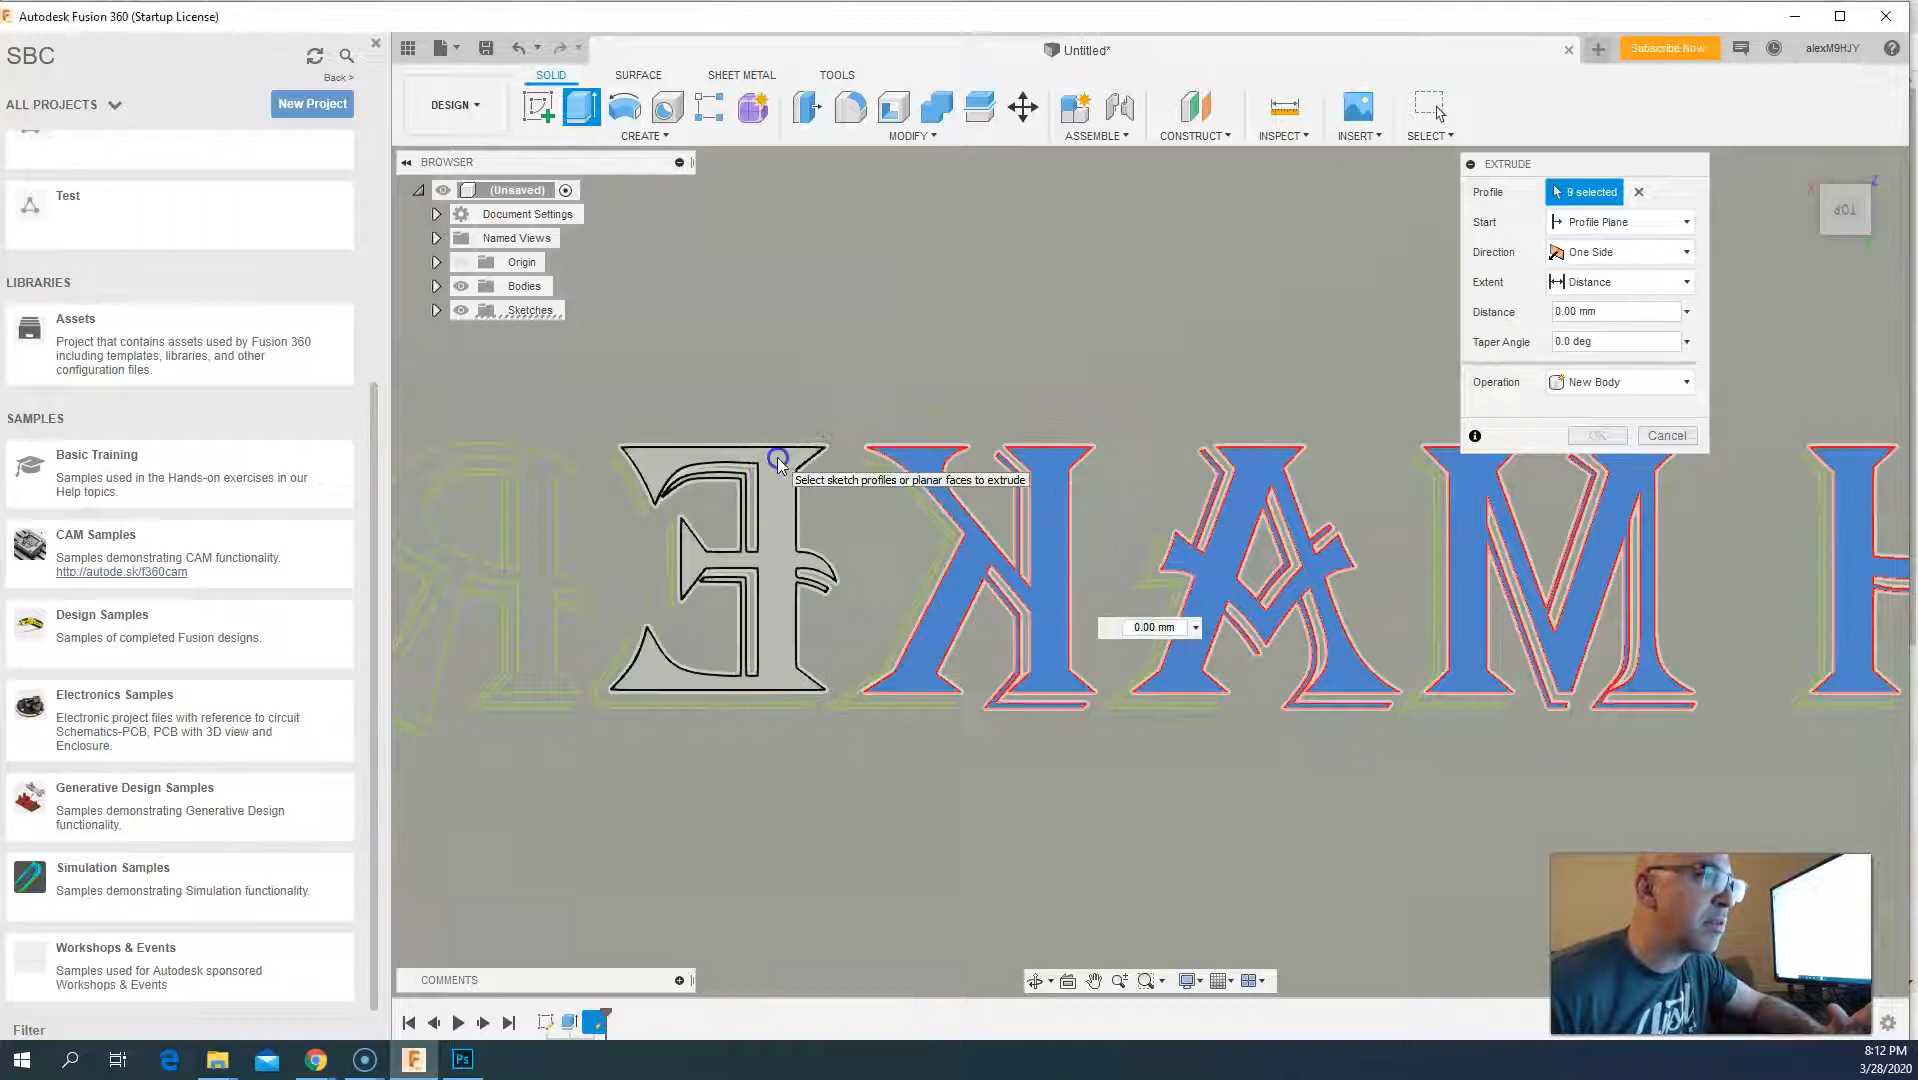 Autodesk Fusion 360 (Startup License)
SBC
Back >
ALL PROJECTS
New Project
Test
LIBRARIES
Assets
Project that contains assets used by Fusion 360
including templates, libraries, and other
configuration files.
SAMPLES
Basic Training
Samples used in the Hands-on exercises in our
Help topics.
CAM Samples
Samples demonstrating CAM functionality.
http://autode.sk/f360cam
Design Samples
Samples of completed Fusion designs.
Electronics Samples
Electronic project files with reference to circuit
Schematics-PCB, PCB with 3D view and
Enclosure.
Generative Design Samples
Samples demonstrating Generative Design
functionality.
Simulation Samples
Samples demonstrating Simulation functionality.
Workshops & Events
Samples used for Autodesk sponsored
Workshops & Events
Filter
Untitled*
Subscribe Now
alexM9HJY
SOLID
SURFACE
SHEET METAL
TOOLS
DESIGN
CREATE
MODIFY
ASSEMBLE
CONSTRUCT
INSPECT
INSERT
SELECT
BROWSER
(Unsaved)
Document Settings
Named Views
Origin
Bodies
Sketches
EXTRUDE
Profile 9 selected
Start Profile Plane
Direction One Side
Extent Distance
Distance 0.00 mm
Taper Angle 0.0 deg
Operation New Body
OK Cancel
TOP
X
Z
REKAMH
Select sketch profiles or planar faces to extrude
0.00 mm
COMMENTS
Ps
8:12 PM
3/28/2020